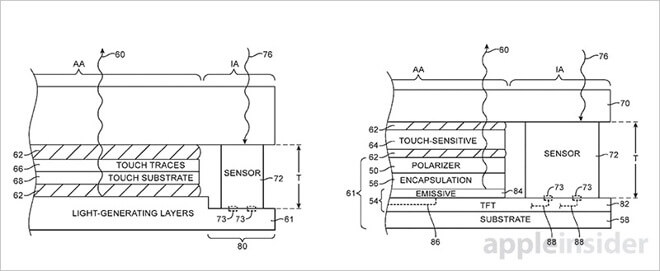 AA
60
IA
76
62
66
TOUCH TRACES
68
TOUCH SUBSTRATE
62
SENSOR
72
T
73
73
LIGHT-GENERATING LAYERS
61
80
AA
60
IA
76
70
62
64
TOUCH-SENSITIVE
62
50
POLARIZER
61
56
ENCAPSULATION
54
EMISSIVE
84
SENSOR
72
T
73
73
TFT
82
SUBSTRATE
58
86
88
88
appleinsider